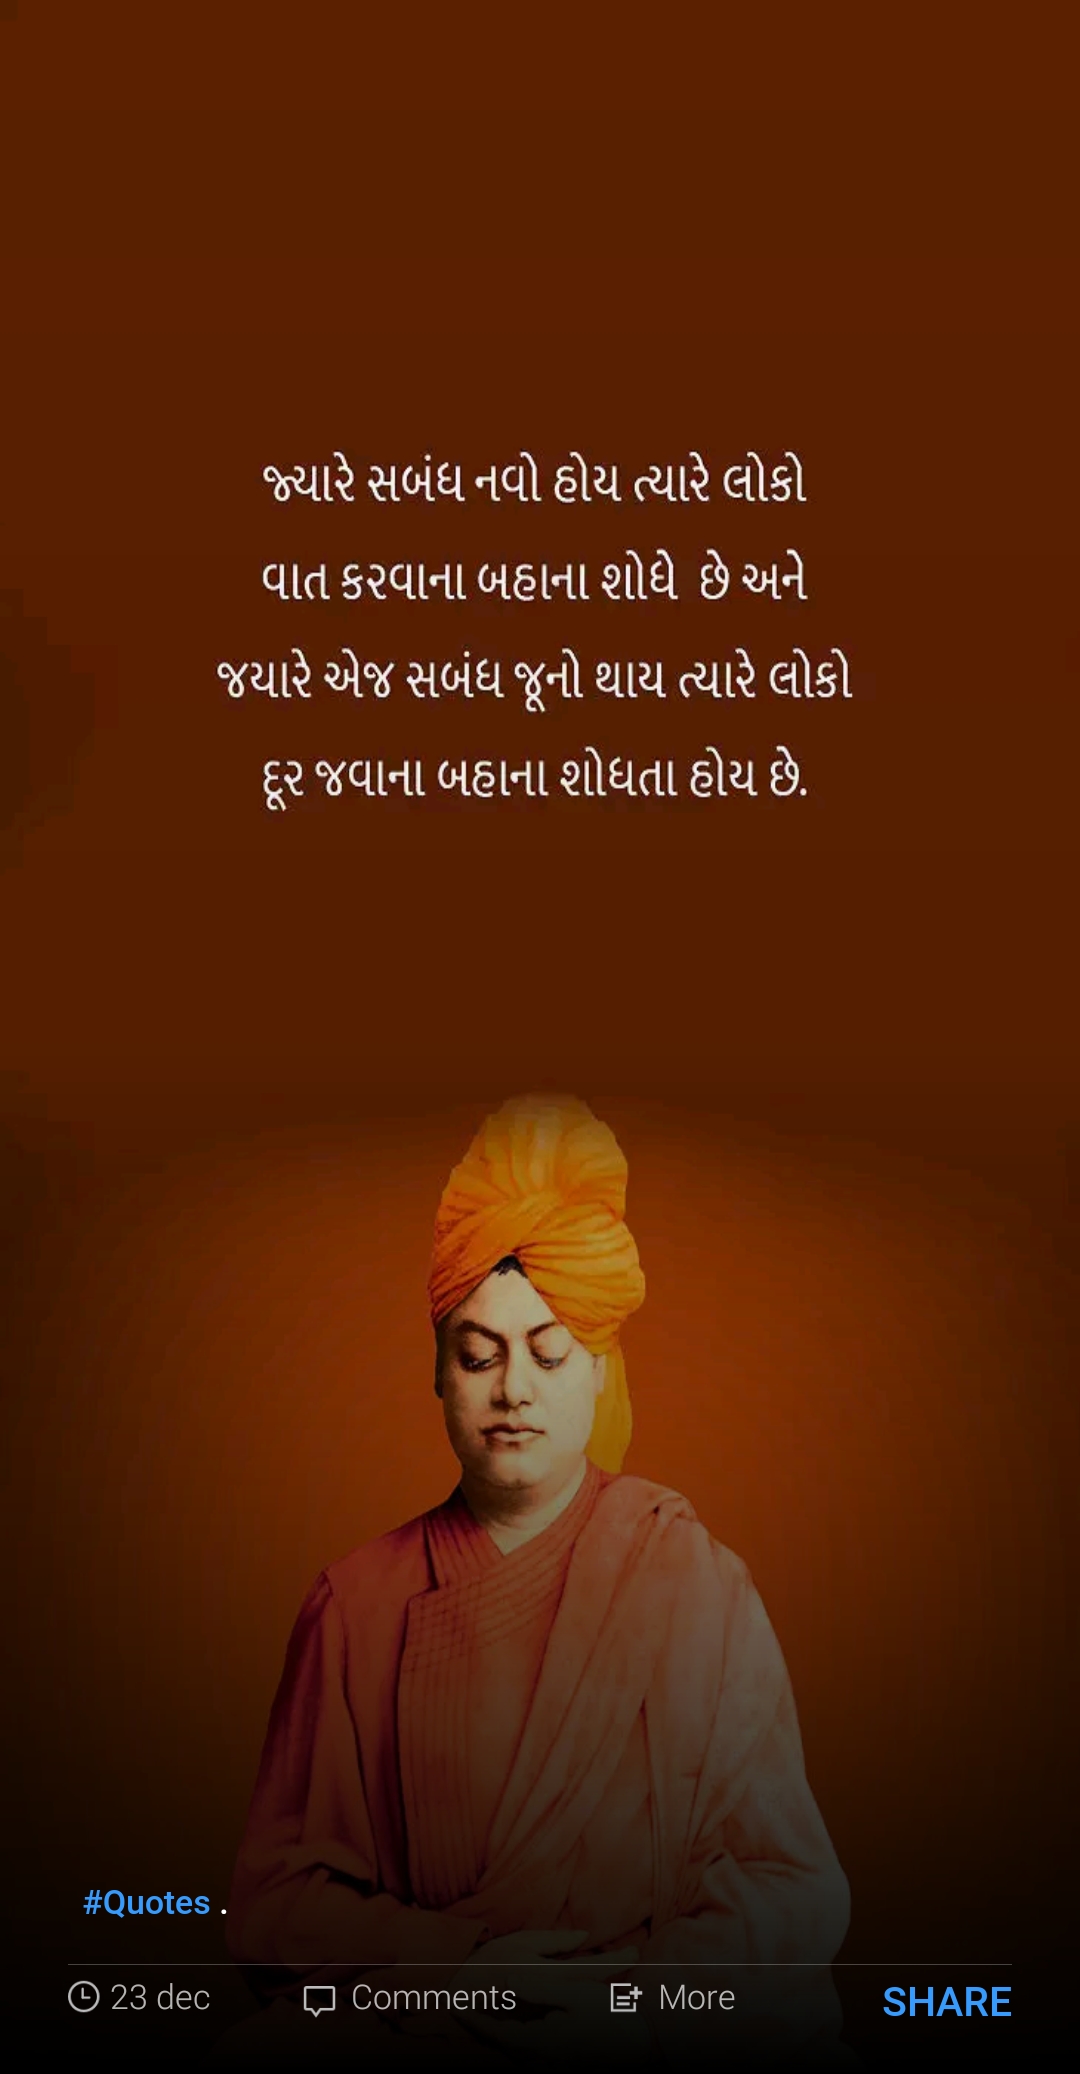 જ્યારે સબંધ નવો હોય ત્યારે લોકો
વાત કરવાના બહાના શોધે છે અને
જયારે એજ સબંધ જૂનો થાય ત્યારે લોકો
દૂર જવાના બહાના શોધતા હોય છે.
#Quotes .
23 dec
Comments
More
SHARE